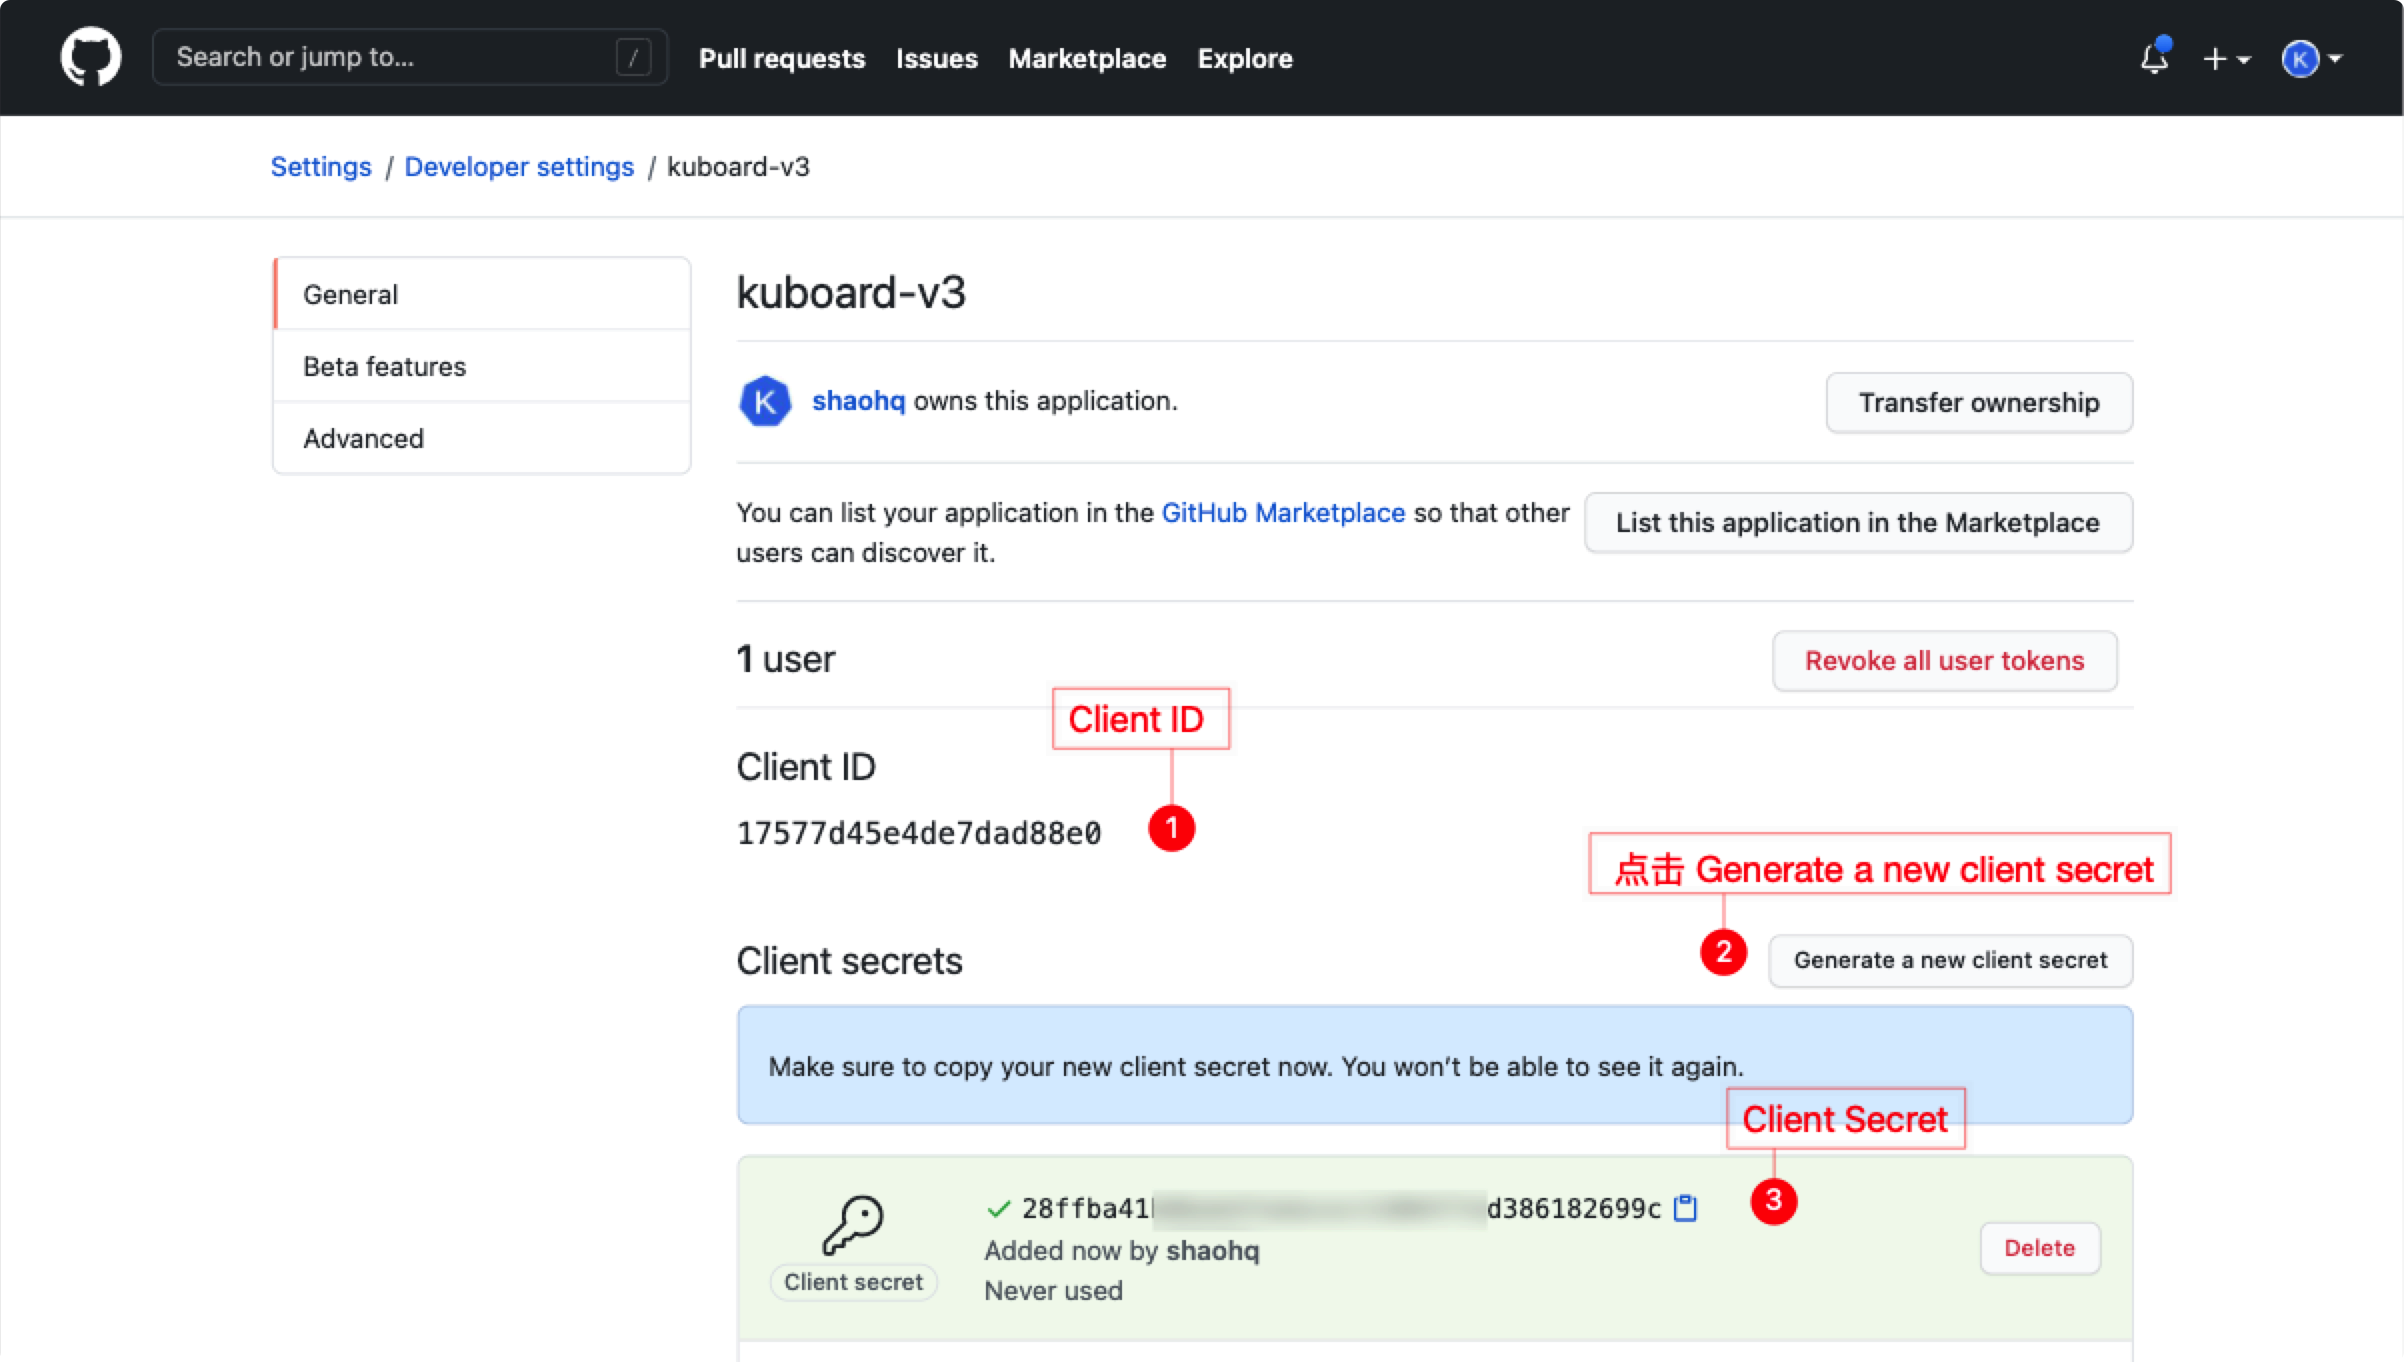 Search or jump to... /
Pull requests Issues Marketplace Explore
K
Settings / Developer settings / kuboard-v3
General
Beta features
Advanced
kuboard-v3
K shaohq owns this application.
Transfer ownership
You can list your application in the GitHub Marketplace so that other
users can discover it.
List this application in the Marketplace
1 user
Revoke all user tokens
Client ID
Client ID
17577d45e4de7dad88e0
1
点击 Generate a new client secret
Client secrets
2
Generate a new client secret
Make sure to copy your new client secret now. You won't be able to see it again.
Client Secret
28ffba41 d386182699c
3
Added now by shaohq
Never used
Client secret
Delete